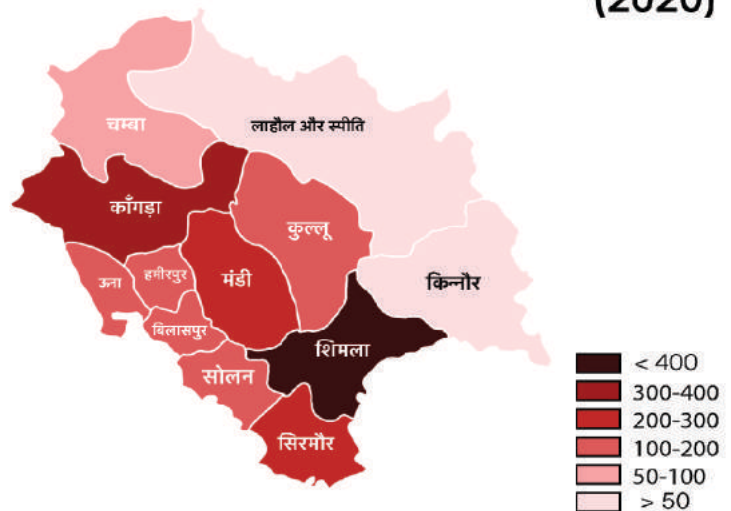 (2020)
चम्बा
लाहौल और स्पीति
काँगड़ा
कुल्लू
ऊना
हमीरपुर
मंडी
किन्नौर
बिलासपुर
शिमला
सोलन
सिरमौर
< 400
300-400
200-300
100-200
50-100
> 50